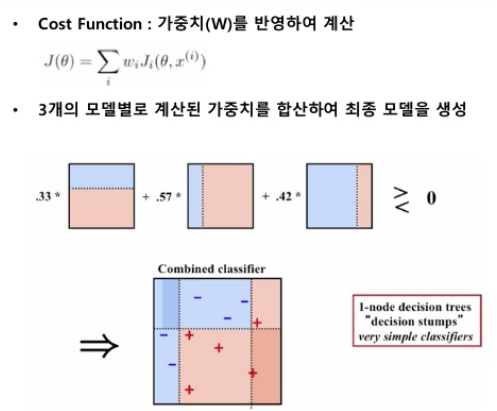 • Cost Function : 가중치(W)를 반영하여 계산
J(θ) = ∑ᵢ wᵢJᵢ(θ, x⁽ⁱ⁾)
• 3개의 모델별로 계산된 가중치를 합산하여 최종 모델을 생성
.33 * + .57 * + .42 * ≷ 0
Combined classifier
1-node decision trees
“decision stumps”
very simple classifiers
⇒